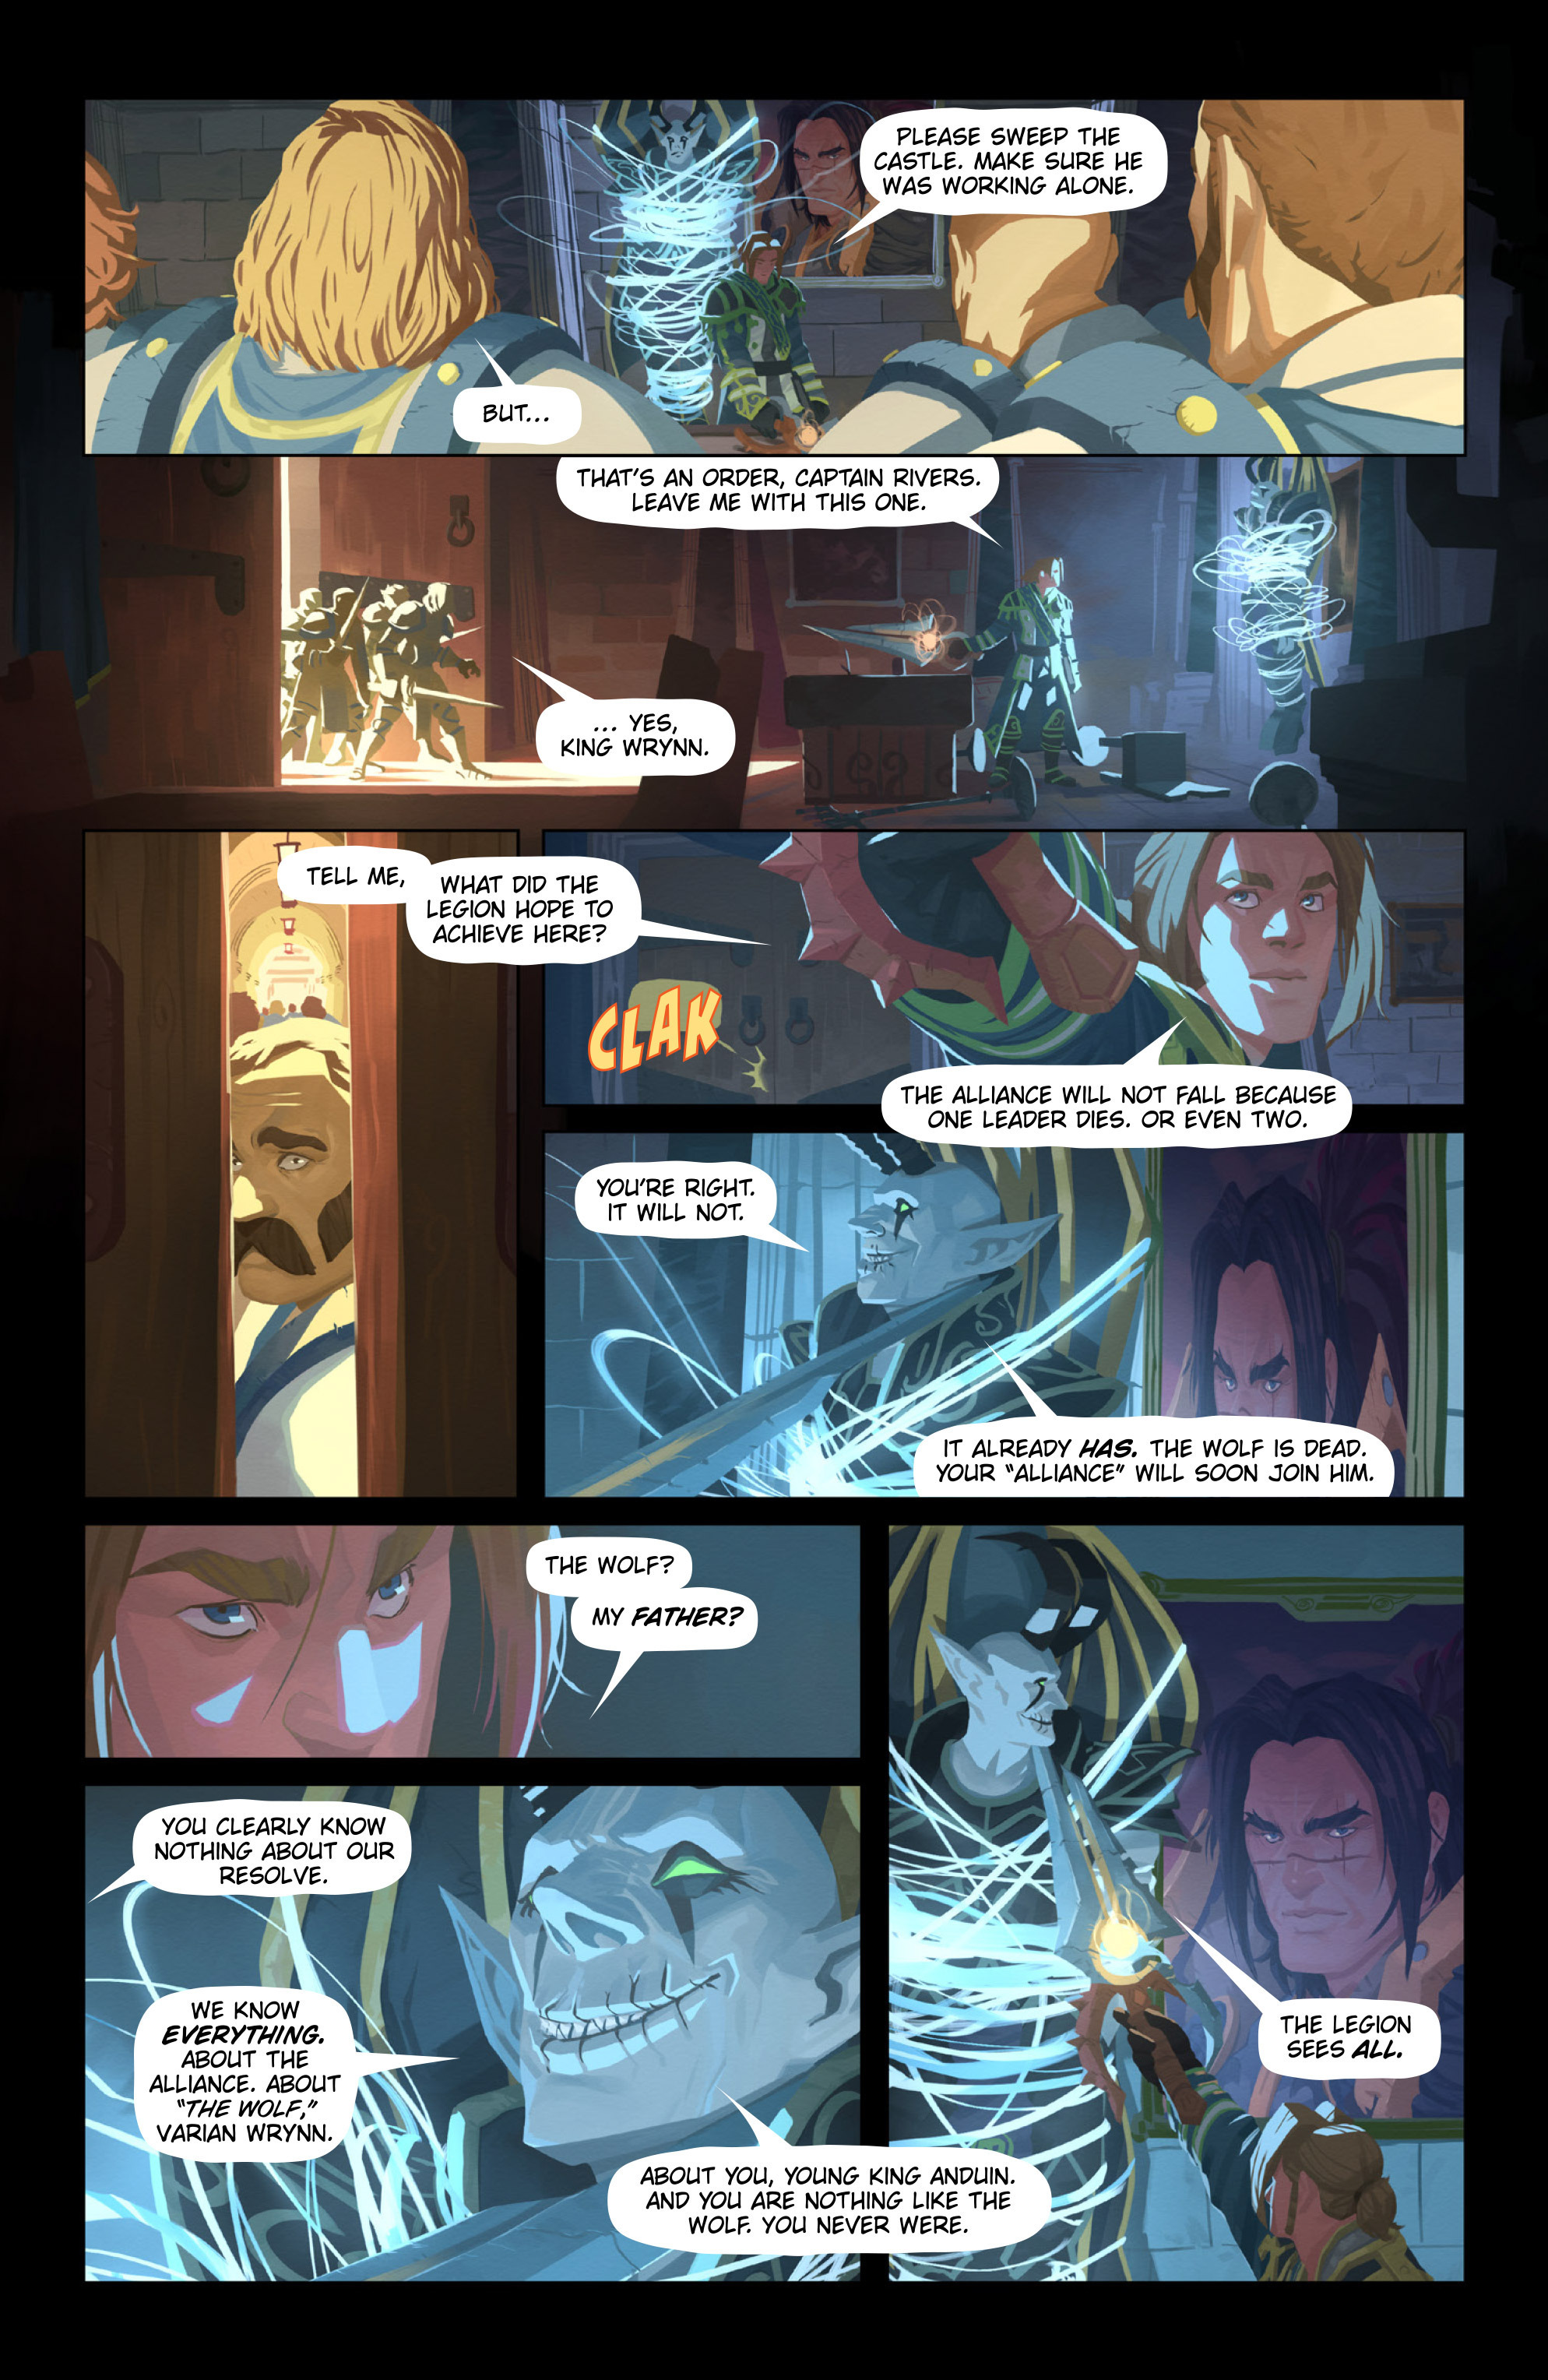 PLEASE SWEEP THE
CASTLE. MAKE SURE HE
WAS WORKING ALONE.
BUT...
THAT'S AN ORDER, CAPTAIN RIVERS.
LEAVE ME WITH THIS ONE.
... YES,
KING WRYNN.
TELL ME,
WHAT DID THE
LEGION HOPE TO
ACHIEVE HERE?
CLAK
THE ALLIANCE WILL NOT FALL BECAUSE
ONE LEADER DIES. OR EVEN TWO.
YOU'RE RIGHT.
IT WILL NOT.
IT ALREADY HAS. THE WOLF IS DEAD.
YOUR "ALLIANCE" WILL SOON JOIN HIM.
THE WOLF?
MY FATHER?
YOU CLEARLY KNOW
NOTHING ABOUT OUR
RESOLVE.
WE KNOW
EVERYTHING.
ABOUT THE
ALLIANCE. ABOUT
"THE WOLF,"
VARIAN WRYNN.
ABOUT YOU, YOUNG KING ANDUIN.
AND YOU ARE NOTHING LIKE THE
WOLF. YOU NEVER WERE.
THE LEGION
SEES ALL.